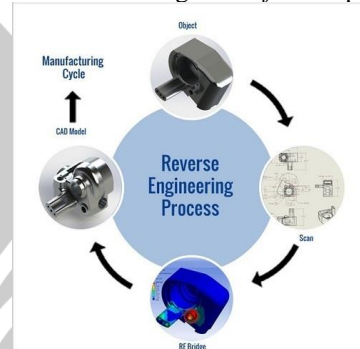 Object
Manufacturing
Cycle
CAD Model
Reverse
Engineering
Process
Scan
RE Bridge